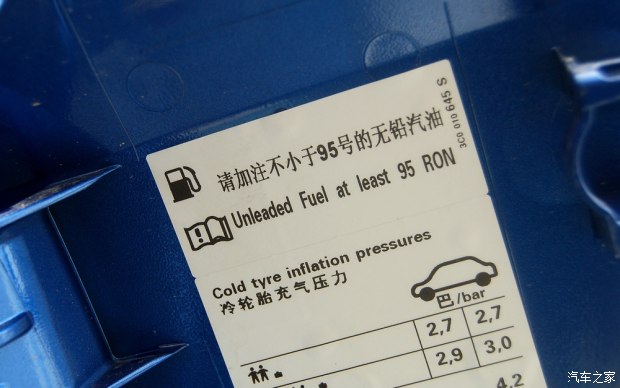 请加注不小于95号的无铅汽油
Unleaded Fuel at least 95 RON
3C0 010 645 S
Cold tyre inflation pressures
冷轮胎充气压力
巴/bar
2,7 2,7
2,9 3,0
4,2
汽车之家